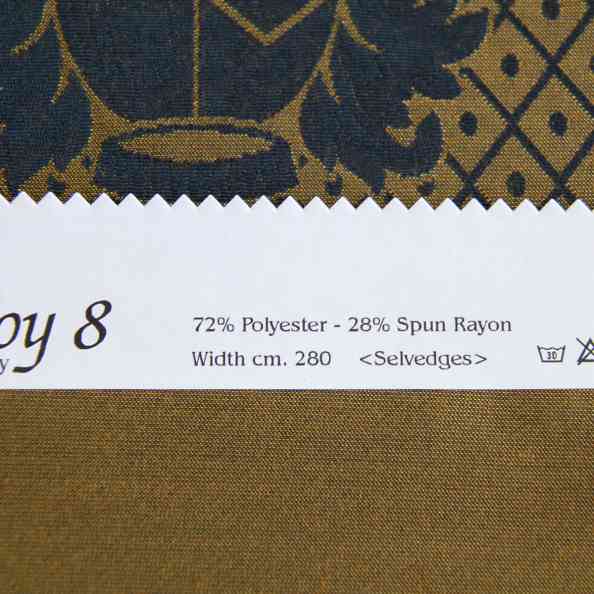 oy 8
y
72% Polyester - 28% Spun Rayon
Width cm. 280 <Selvedges>
30